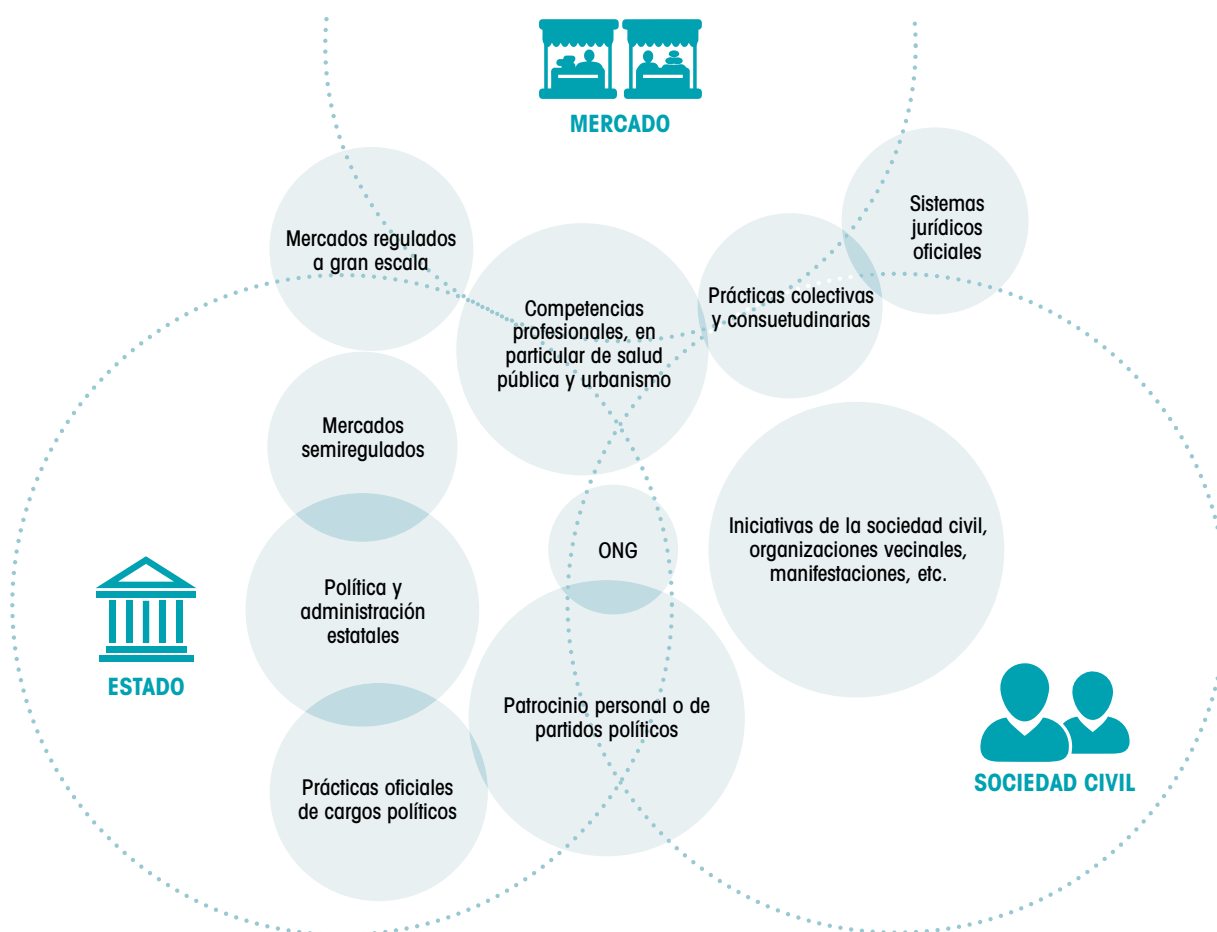 MERCADO
Sistemas
jurídicos
oficiales
Mercados regulados
a gran escala
Prácticas colectivas
y consuetudinarias
Competencias
profesionales, en
particular de salud
pública y urbanismo
Mercados
semiregulados
Iniciativas de la sociedad civil,
organizaciones vecinales,
manifestaciones, etc.
ONG
Política y
administración
estatales
ESTADO
Patrocinio personal o de
partidos políticos
SOCIEDAD CIVIL
Prácticas oficiales
de cargos políticos